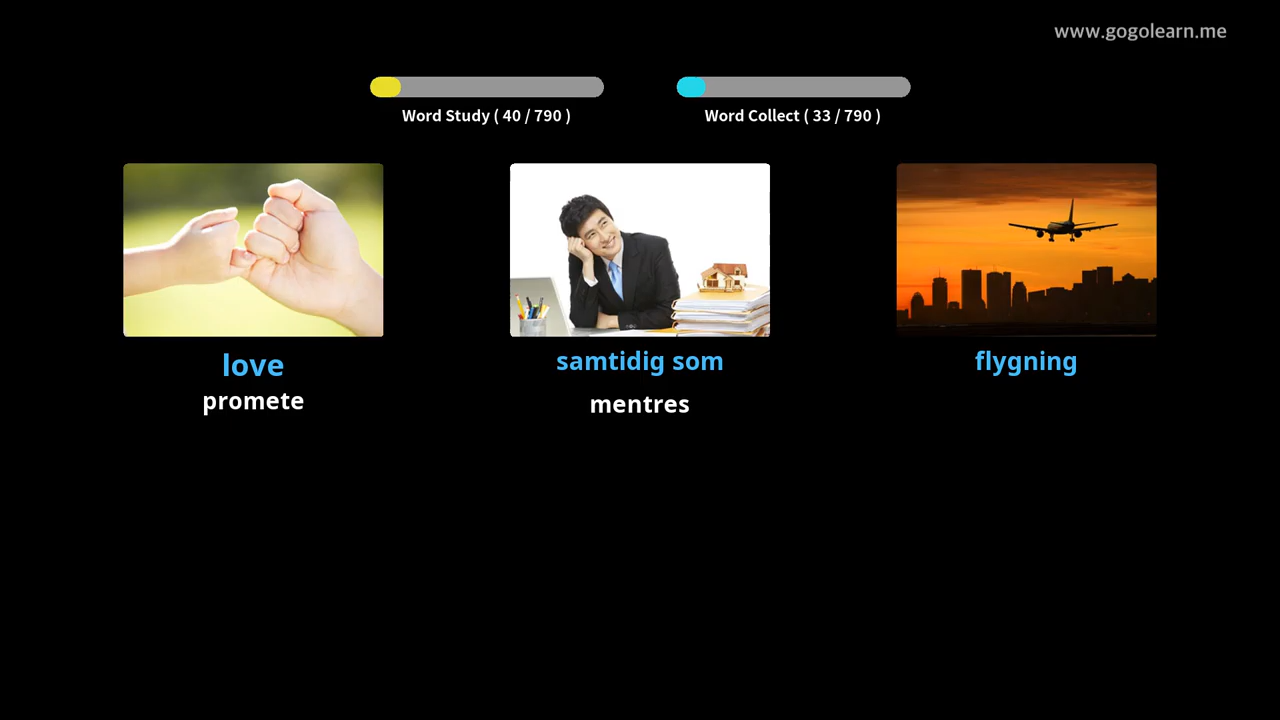 www.gogolearn.me
Word Study ( 40 / 790 )
Word Collect ( 33 / 790 )
love
promete
samtidig som
mentres
flygning